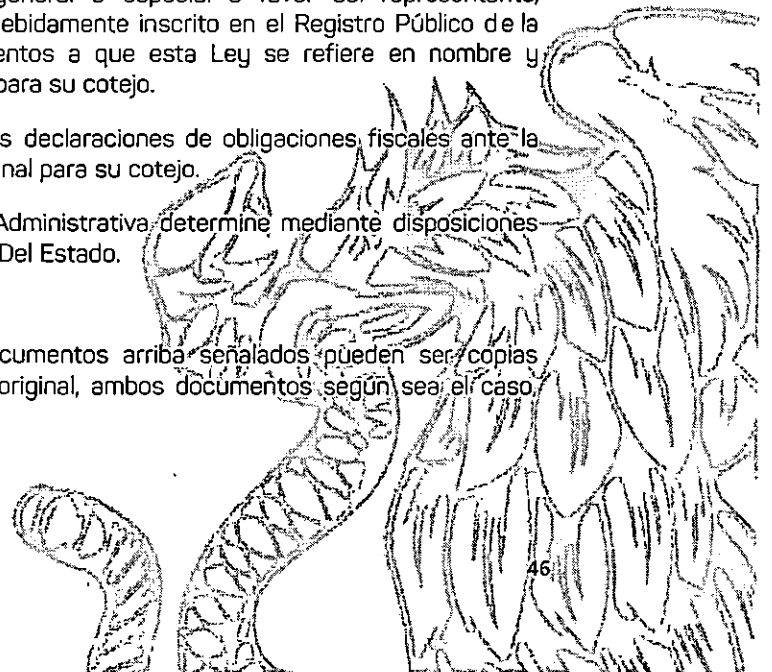 general o especial a favor del representante,
ebidamente inscrito en el Registro Público de la
entos a que esta Ley se refiere en nombre y
para su cotejo.
s declaraciones de obligaciones fiscales ante la
nal para su cotejo.
Administrativa determine mediante disposiciones
Del Estado.
cumentos arriba señalados pueden ser copias
original, ambos documentos según sea el caso,
46